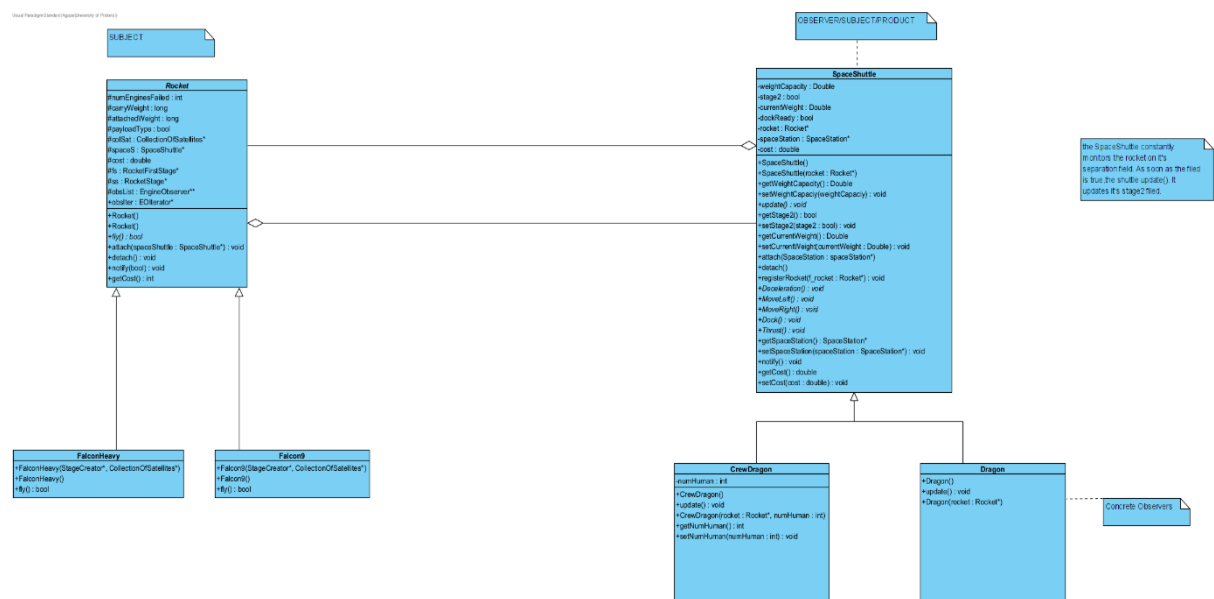 Visual Paradigm Standard(Agape(University of Pretoria))
SUBJECT
OBSERVER/SUBJECT/PRODUCT
Rocket
#numEnginesFailed : int
#carryWeight : long
#attachedWeight : long
#payloadType : bool
#collSat : CollectionOfSatellites*
#spaceS : SpaceShuttle*
#cost : double
#fs : RocketFirstStage*
#ss : RocketStage*
#obsList : EngineObserver**
+obsIter : EOIterator*
+Rocket()
+Rocket()
+fly() : bool
+attach(spaceShuttle : SpaceShuttle*) : void
+detach() : void
+notify(bool) : void
+getCost() : int
SpaceShuttle
-weightCapacity : Double
-stage2 : bool
-currentWeight : Double
-dockReady : bool
-rocket : Rocket*
-spaceStation : SpaceStation*
-cost : double
+SpaceShuttle()
+SpaceShuttle(rocket : Rocket*)
+getWeightCapacity() : Double
+setWeightCapaciy(weightCapaciy) : void
+update() : void
+getStage2() : bool
+setStage2(stage2 : bool) : void
+getCurrentWeight() : Double
+setCurrentWeight(currentWeight : Double) : void
+attach(SpaceStation : spaceStation*)
+detach()
+registerRocket(f_rocket : Rocket*) : void
+Deceleration() : void
+MoveLeft() : void
+MoveRight() : void
+Dock() : void
+Thrust() : void
+getSpaceStation() : SpaceStation*
+setSpaceStation(spaceStation : SpaceStation*) : void
+notify() : void
+getCost() : double
+setCost(cost : double) : void
the SpaceShuttle constantly
monitors the rocket on it's
separation field. As soon as the filed
is true,the shuttle update(). It
updates it's stage2 filed.
FalconHeavy
+FalconHeavy(StageCreator*, CollectionOfSatellites*)
+FalconHeavy()
+fly() : bool
Falcon9
+Falcon9(StageCreator*, CollectionOfSatellites*)
+Falcon9()
+fly() : bool
CrewDragon
-numHuman : int
+CrewDragon()
+update() : void
+CrewDragon(rocket : Rocket*, numHuman : int)
+getNumHuman() : int
+setNumHuman(numHuman : int) : void
Dragon
+Dragon()
+update() : void
+Dragon(rocket : Rocket*)
Concrete Observers